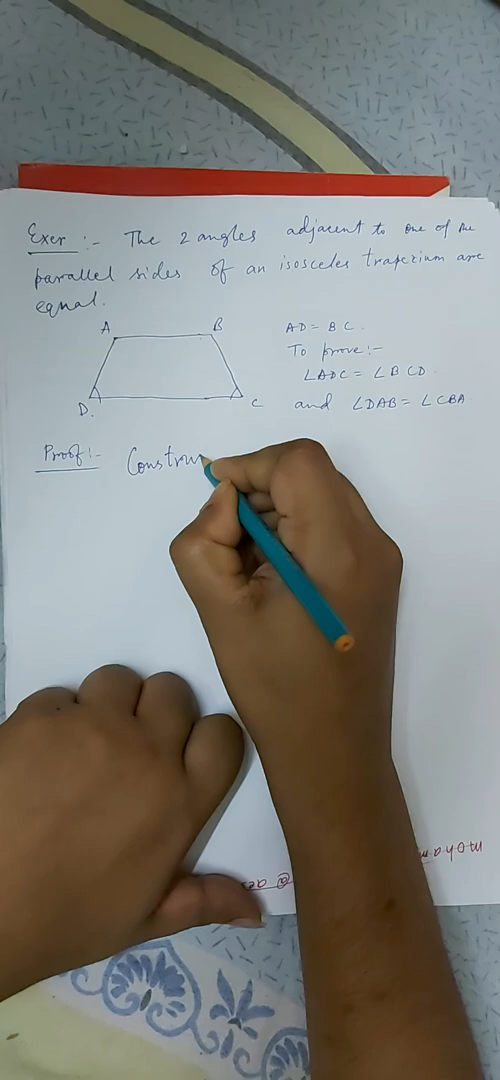 Exer :- The 2 angles adjacent to one of the
parallel sides of an isosceles trapezium are
equal.
A B
D. C
AD = BC.
To prove:-
∠ADC = ∠BCD.
and ∠DAB = ∠CBA.
Proof:- Constru